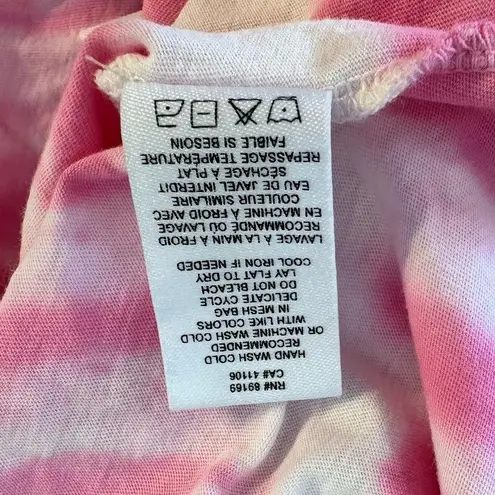 RN# 89169
CA# 41106
HAND WASH COLD
RECOMMENDED
OR MACHINE WASH COLD
WITH LIKE COLORS
IN MESH BAG
DELICATE CYCLE
DO NOT BLEACH
LAY FLAT TO DRY
COOL IRON IF NEEDED
LAVAGE À LA MAIN À FROID
RECOMMANDÉ OÙ LAVAGE
EN MACHINE À FROID AVEC
COULEUR SIMILAIRE
EAU DE JAVEL INTERDIT
SÉCHAGE À PLAT
REPASSAGE TEMPÉRATURE
FAIBLE SI BESOIN